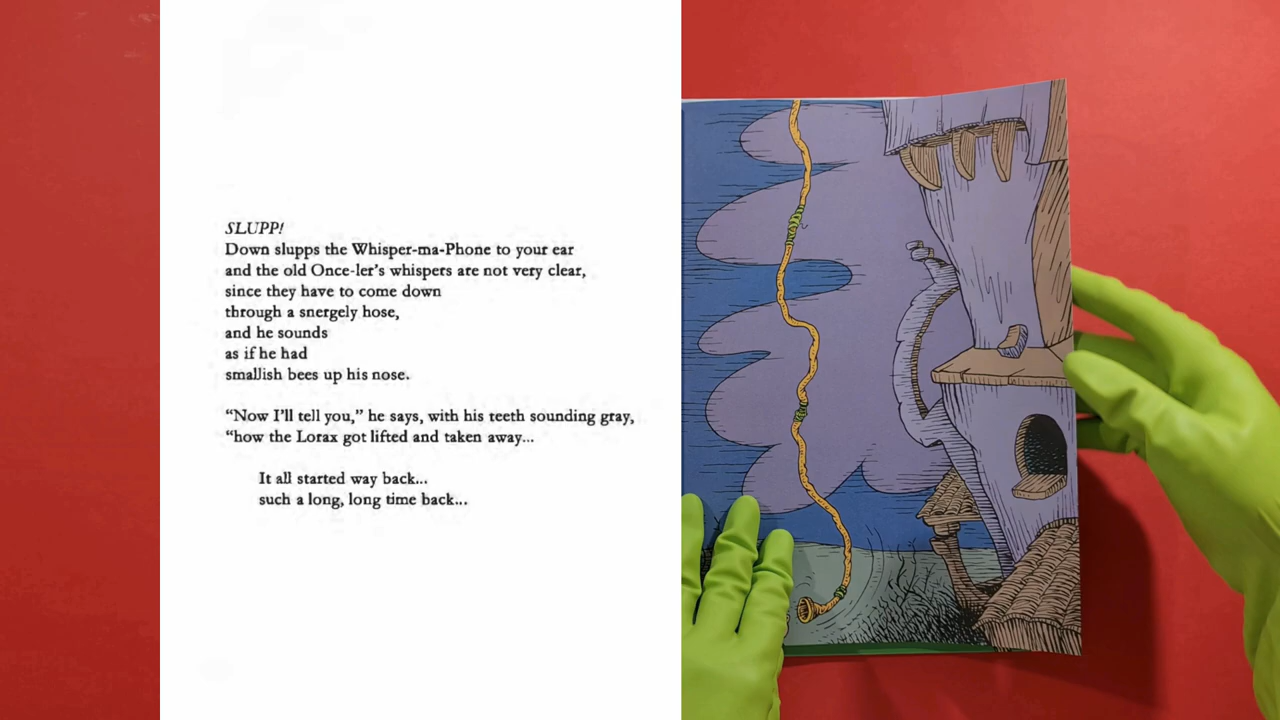 SLUPP!
Down slupps the Whisper-ma-Phone to your ear
and the old Once-ler's whispers are not very clear,
since they have to come down
through a snergely hose,
and he sounds
as if he had
smallish bees up his nose.
“Now I'll tell you,” he says, with his teeth sounding gray,
“how the Lorax got lifted and taken away...
It all started way back...
such a long, long time back...